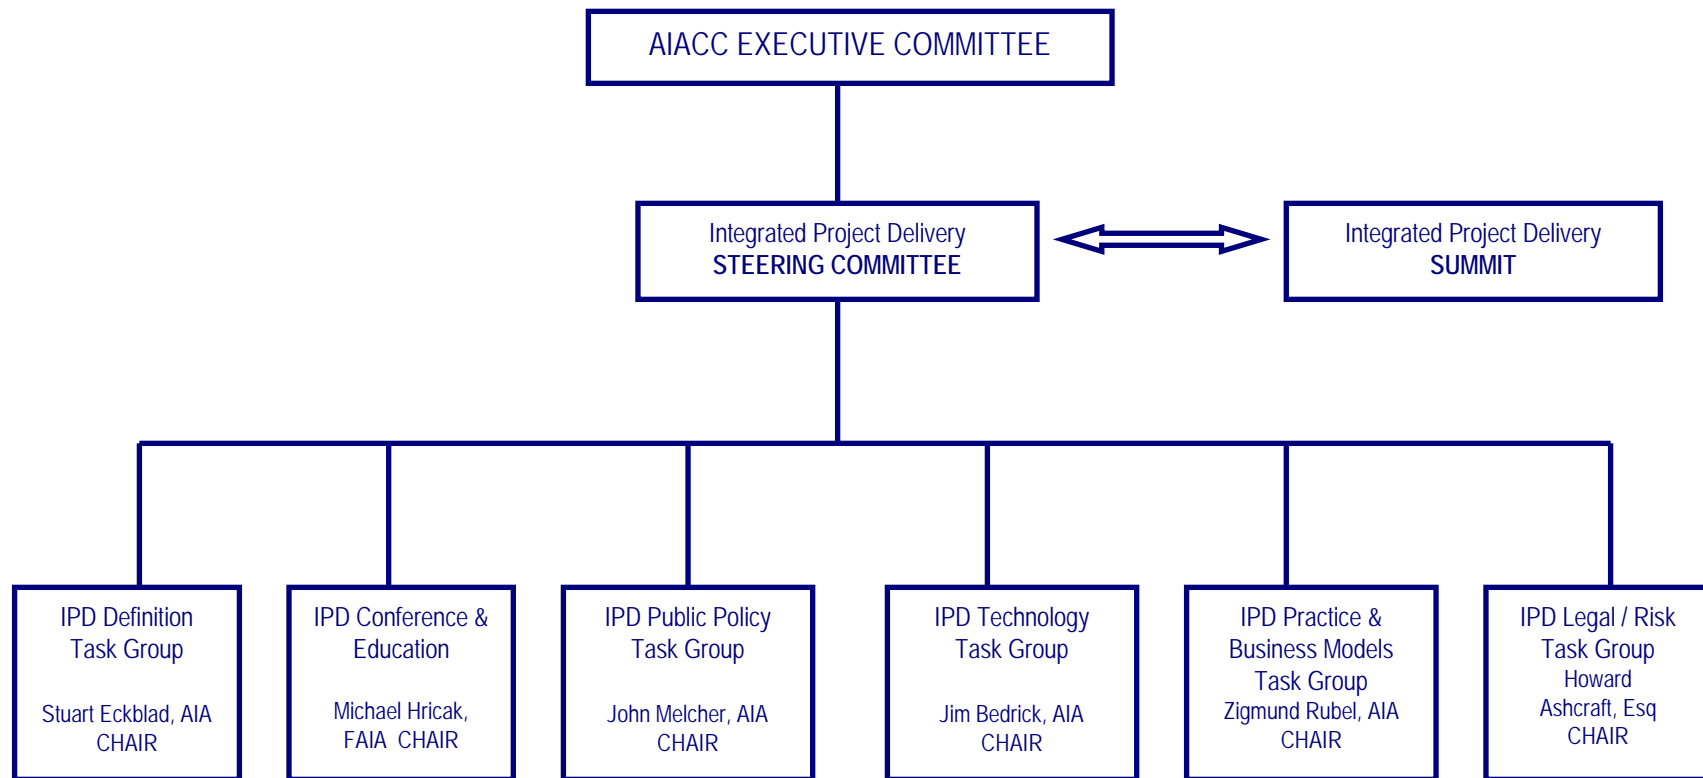 AIACC EXECUTIVE COMMITTEE
Integrated Project Delivery
STEERING COMMITTEE
Integrated Project Delivery
SUMMIT
IPD Definition
Task Group
Stuart Eckblad, AIA
CHAIR
IPD Conference &
Education
Michael Hricak,
FAIA CHAIR
IPD Public Policy
Task Group
John Melcher, AIA
CHAIR
IPD Technology
Task Group
Jim Bedrick, AIA
CHAIR
IPD Practice &
Business Models
Task Group
Zigmund Rubel, AIA
CHAIR
IPD Legal / Risk
Task Group
Howard
Ashcraft, Esq
CHAIR